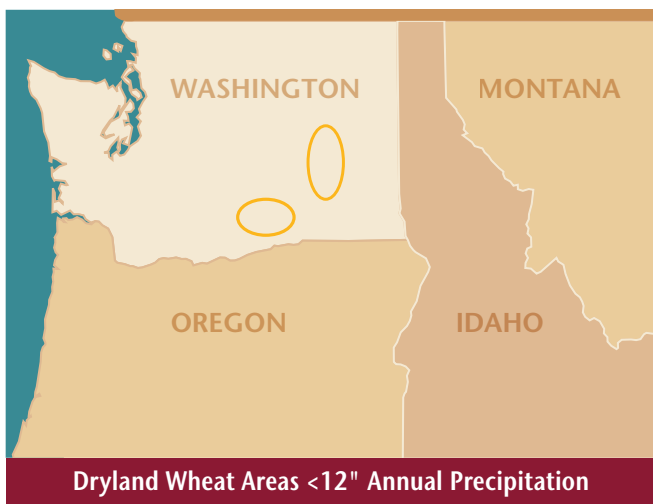 WASHINGTON
MONTANA
OREGON
IDAHO
Dryland Wheat Areas <12" Annual Precipitation